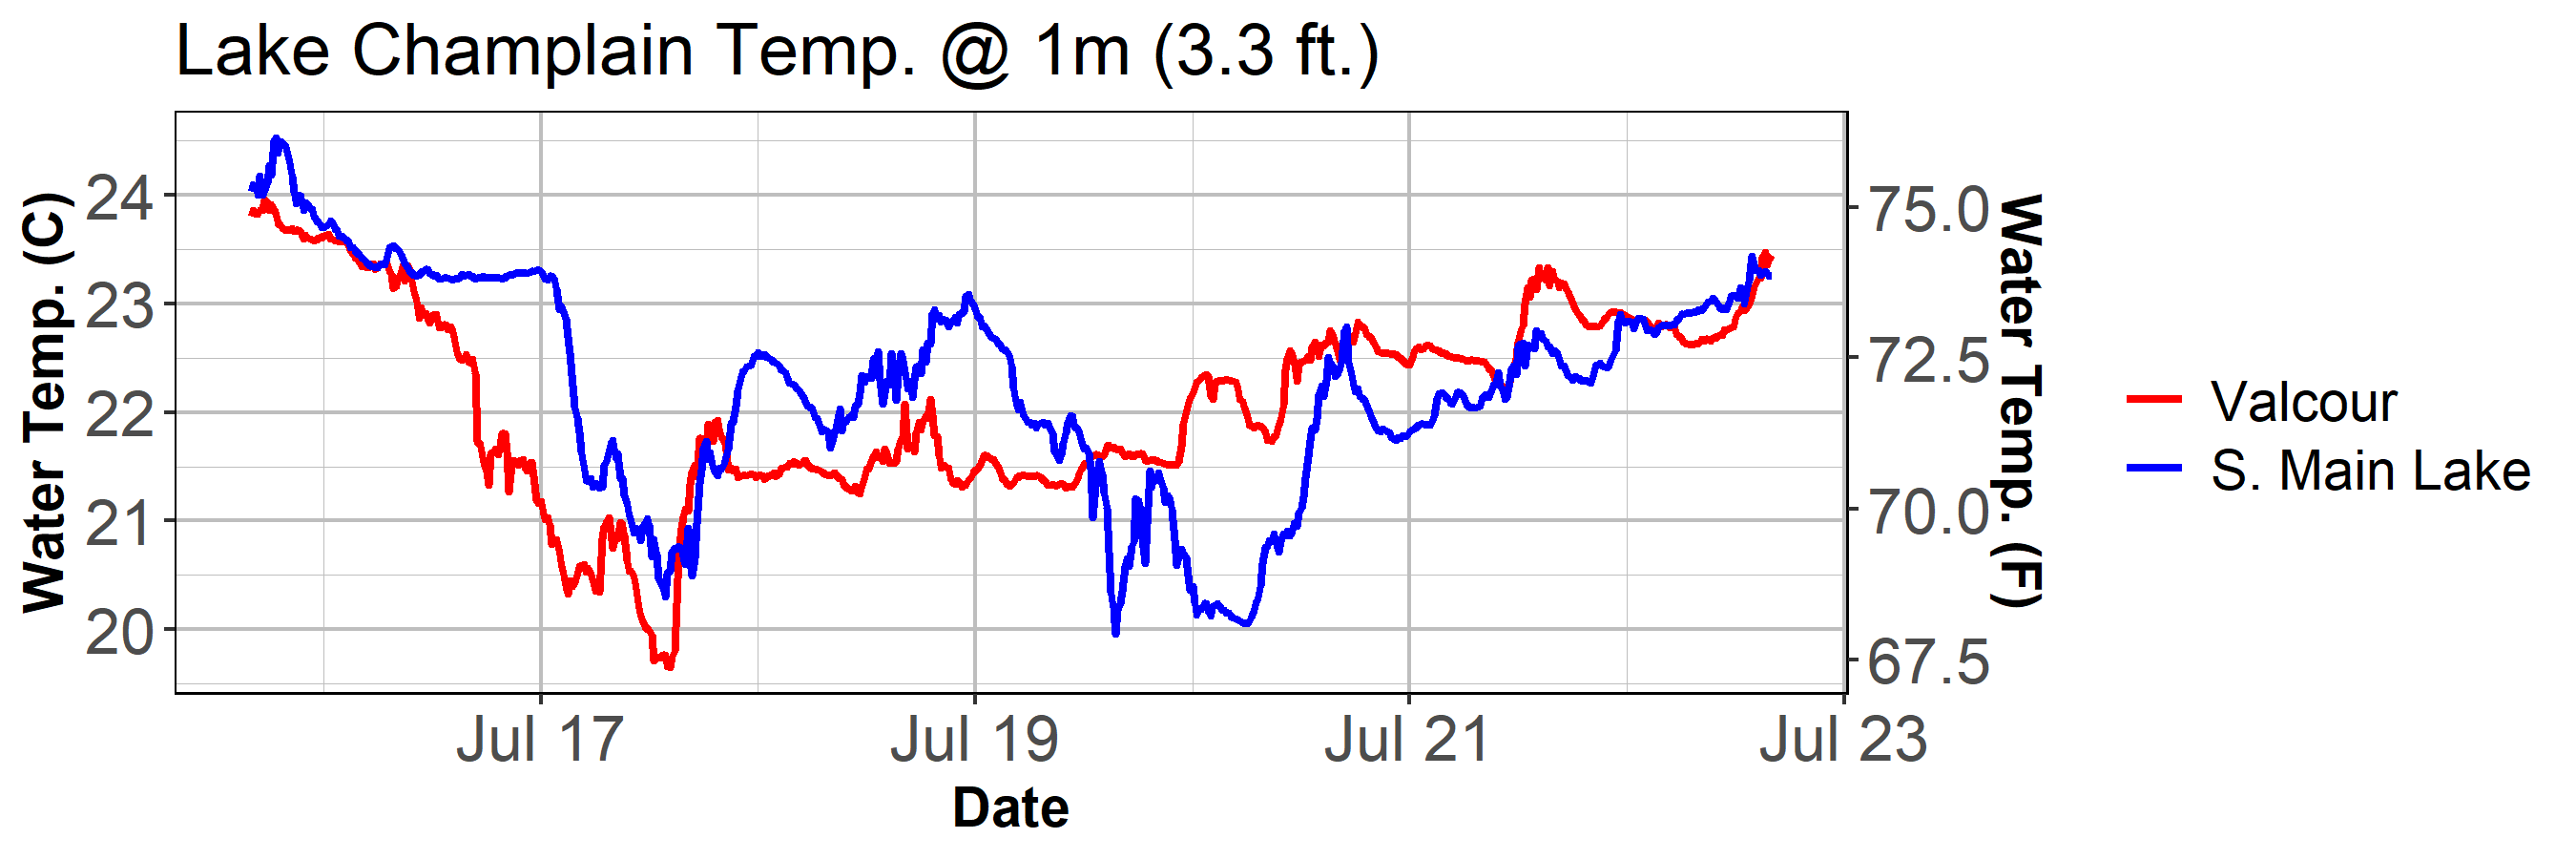 Lake Champlain Temp. @ 1m (3.3 ft.)
Water Temp. (C)
24
23
22
21
20
75.0
72.5
70.0
67.5
Water Temp. (F)
Jul 17
Jul 19
Jul 21
Jul 23
Date
Valcour
S. Main Lake